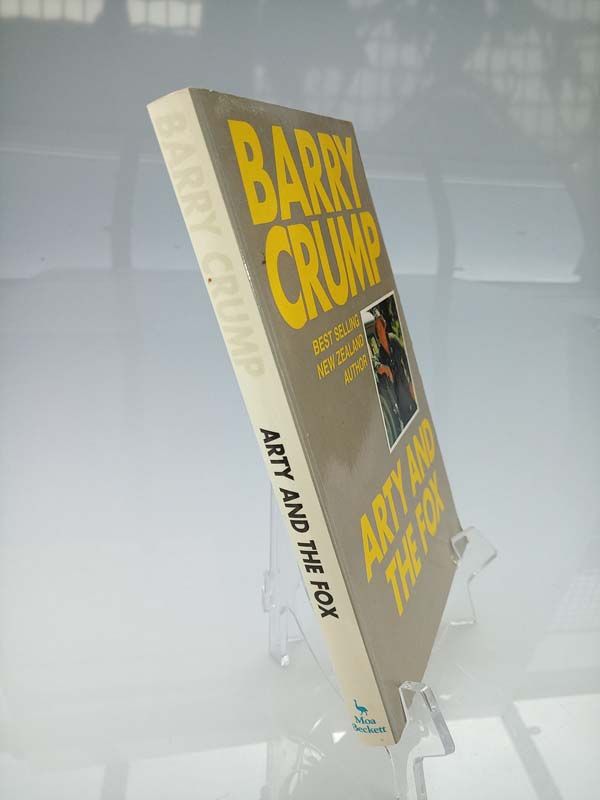 BARRY CRUMP
ARTY AND THE FOX
Moa
Beckett
BARRY
CRUMP
BEST SELLING
NEW ZEALAND
AUTHOR
ARTY AND
THE FOX